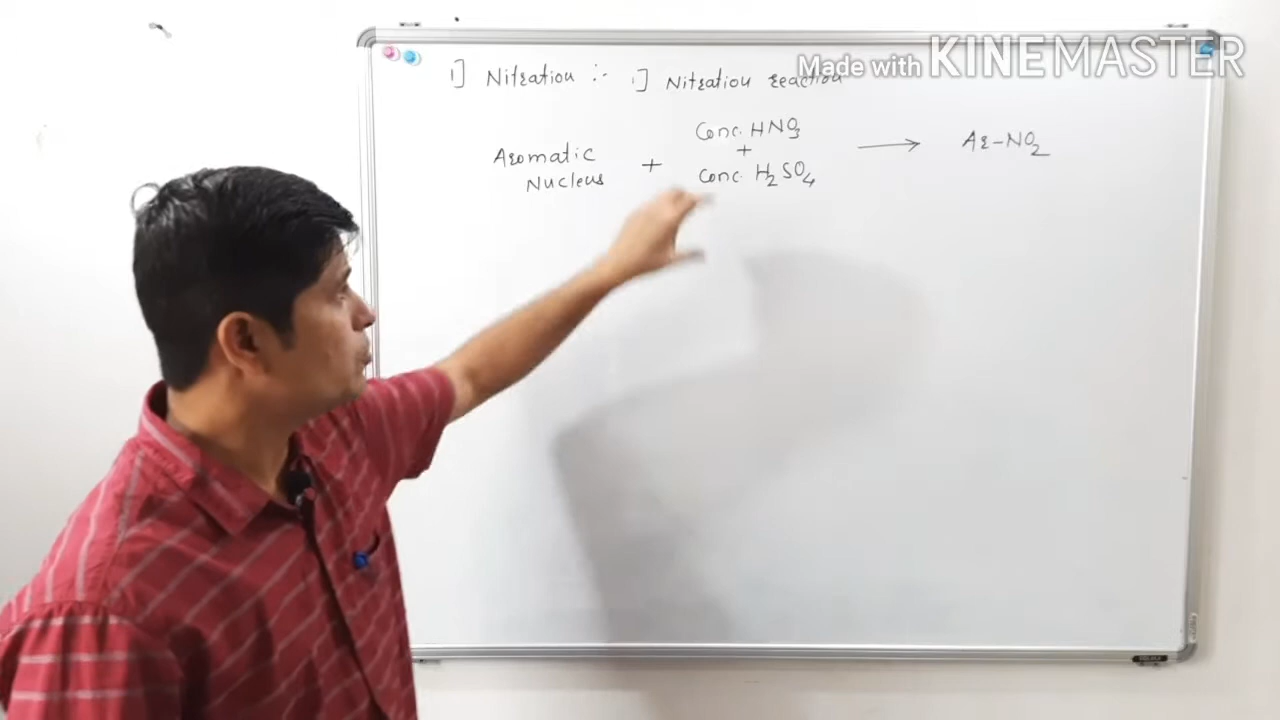 Made with KINEMASTER
1] Nitration :- 1] Nitration reaction
Aromatic Nucleus + Conc. HNO3 + Conc. H2SO4 → Ar-NO2